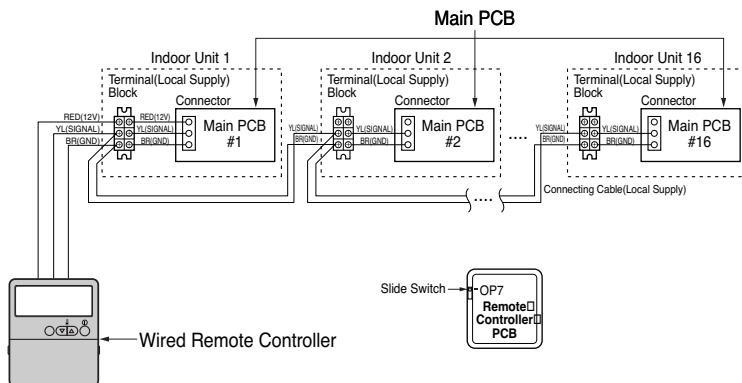 Main PCB
Indoor Unit 1
Terminal(Local Supply)
Block
Connector
RED(12V)
YL(SIGNAL)
BR(GND)
RED(12V)
YL(SIGNAL)
BR(GND)
Main PCB
#1
Indoor Unit 2
Terminal(Local Supply)
Block
Connector
YL(SIGNAL)
BR(GND)
YL(SIGNAL)
BR(GND)
Main PCB
#2
....
Indoor Unit 16
Terminal(Local Supply)
Block
Connector
YL(SIGNAL)
BR(GND)
YL(SIGNAL)
BR(GND)
Main PCB
#16
....
Connecting Cable(Local Supply)
Wired Remote Controller
Slide Switch
OP7
Remote
Controller
PCB